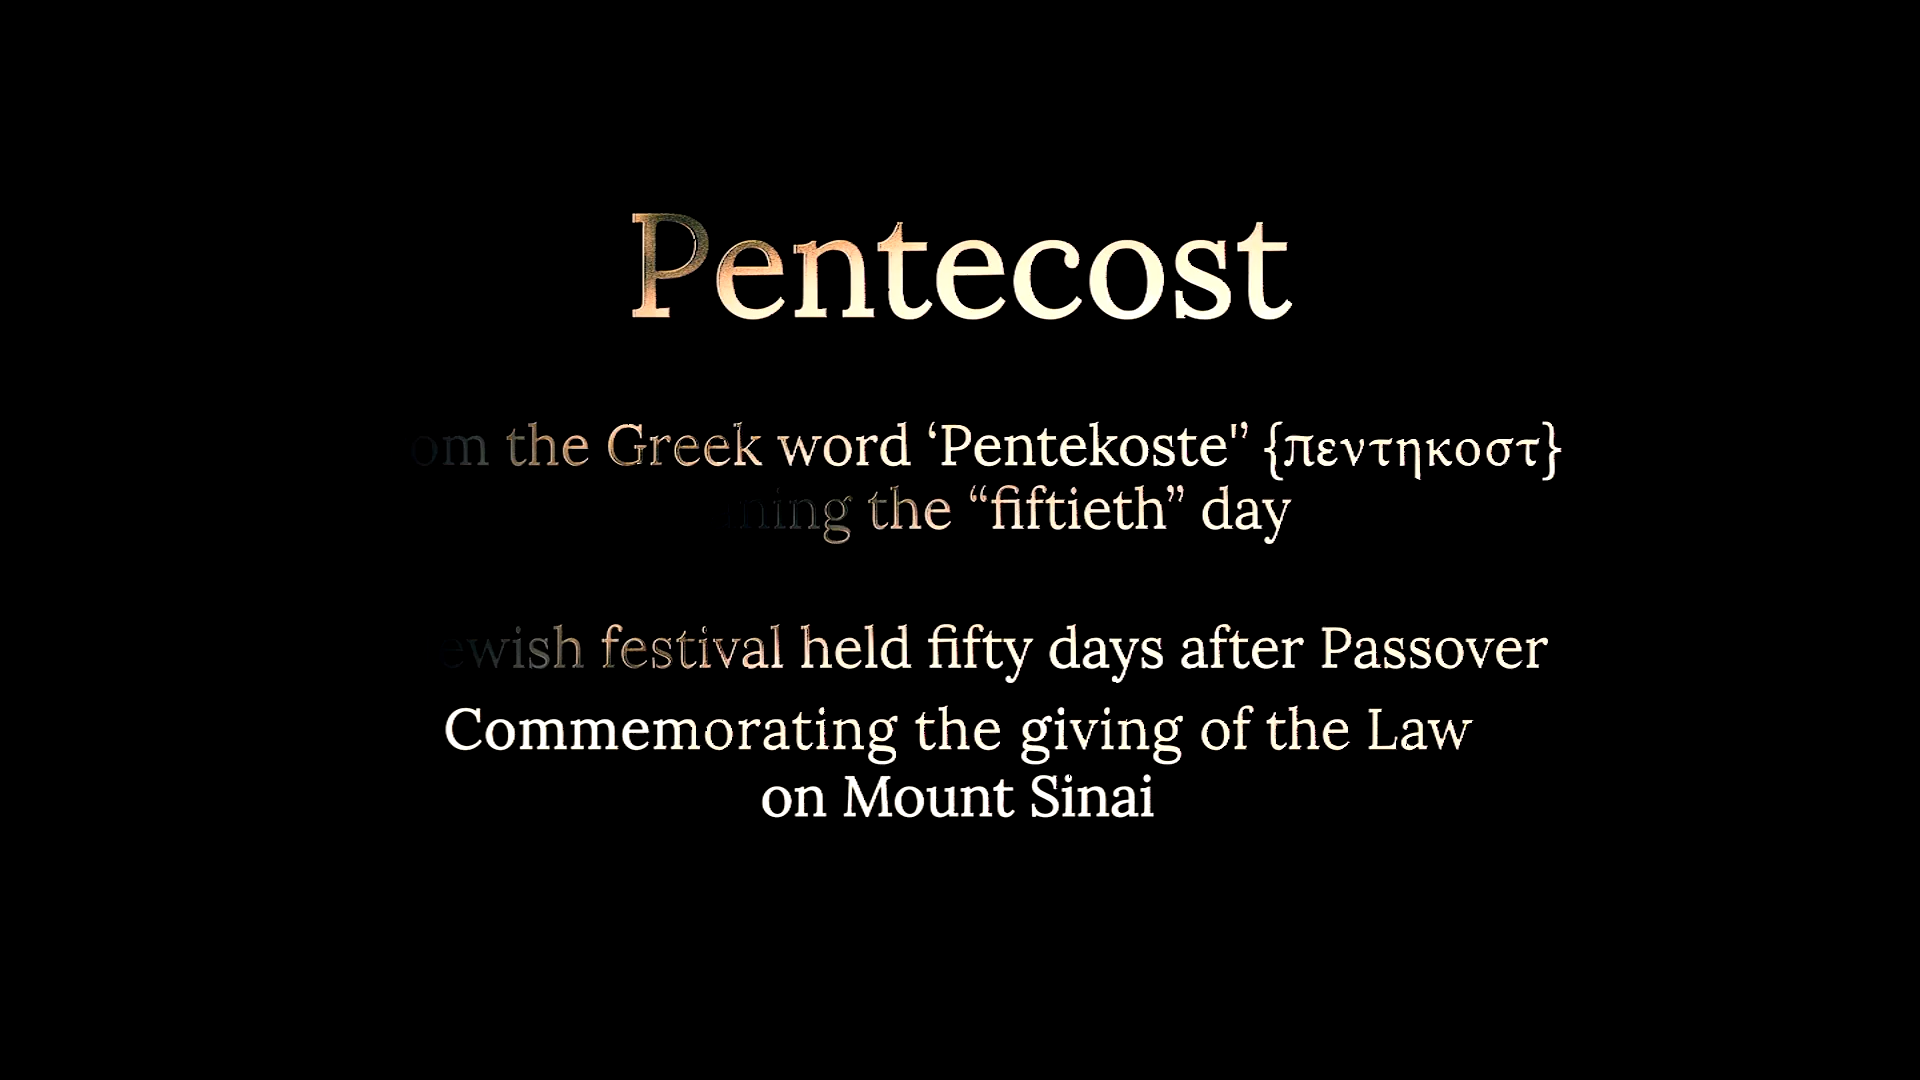 Pentecost
the Greek word ‘Pentekoste'’ {πεντηκοστ}
the “fiftieth” day
festival held fifty days after Passover
Commemorating the giving of the Law
on Mount Sinai